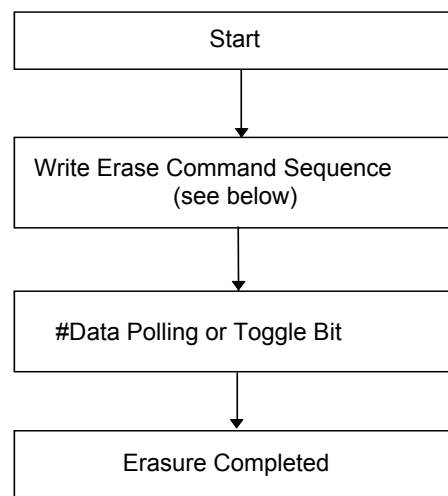 Start
Write Erase Command Sequence
(see below)
#Data Polling or Toggle Bit
Erasure Completed